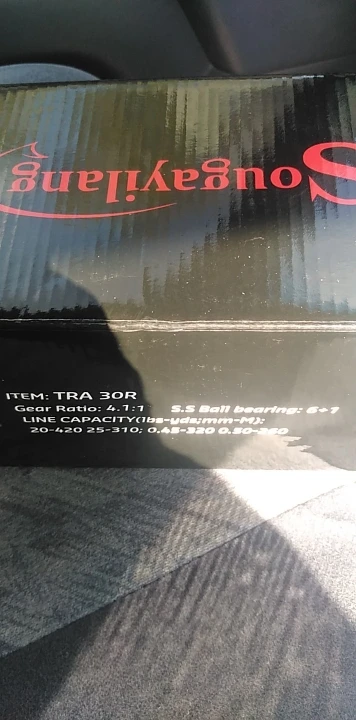 Sougayilang
ITEM: TRA 30R
Gear Ratio: 4.1:1 S.S Ball bearing: 6+1
LINE CAPACITY(lbs-yds;mm-M):
20-420 25-310; 0.45-320 0.50-260